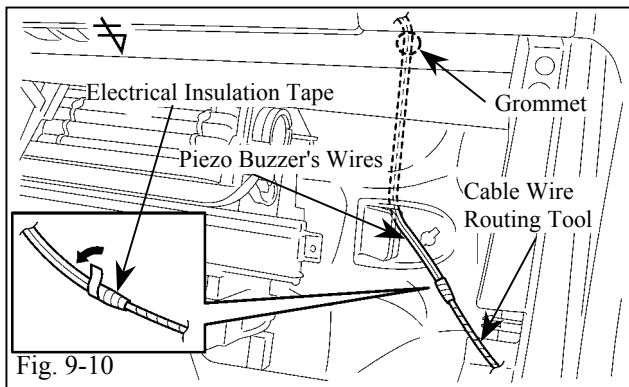 Electrical Insulation Tape
Grommet
Piezo Buzzer's Wires
Cable Wire
Routing Tool
Fig. 9-10